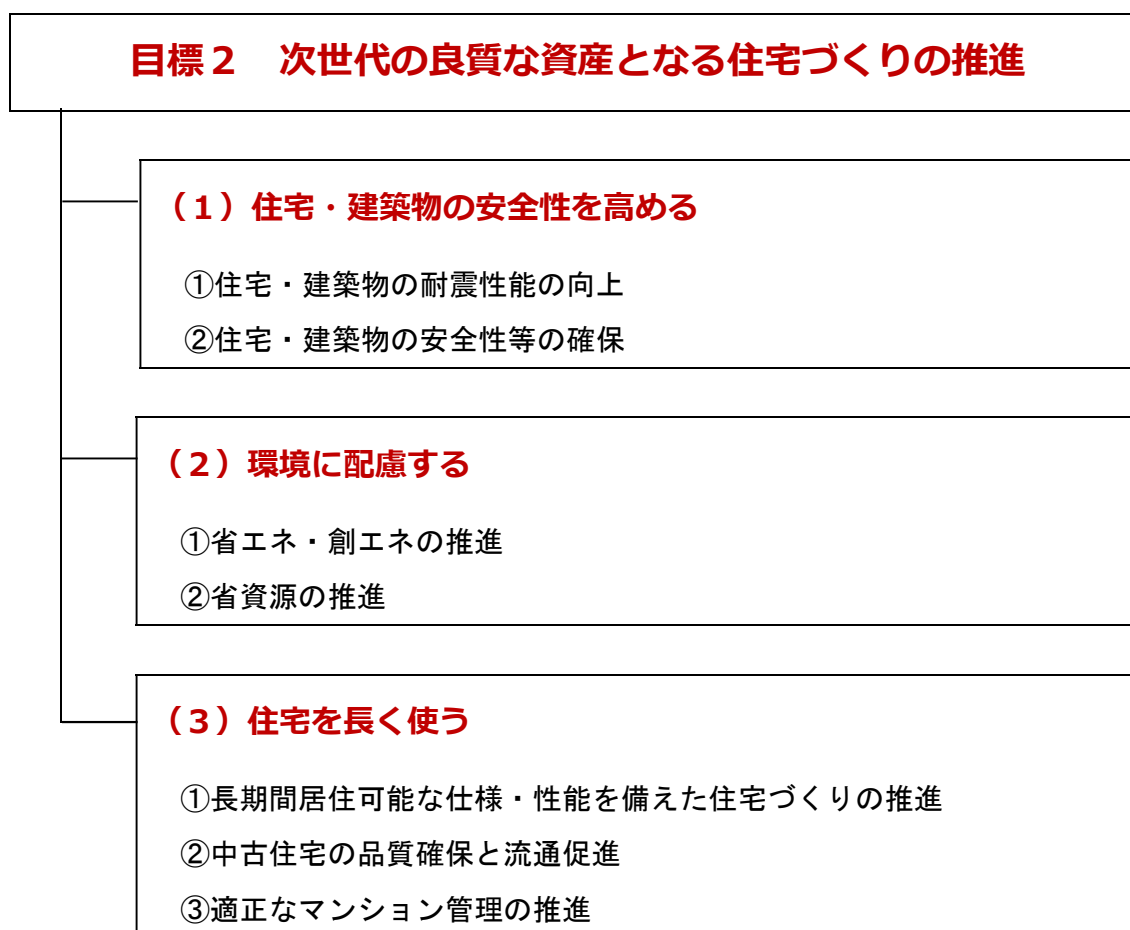 目標２　次世代の良質な資産となる住宅づくりの推進
（１）住宅・建築物の安全性を高める
①住宅・建築物の耐震性能の向上
②住宅・建築物の安全性等の確保
（２）環境に配慮する
①省エネ・創エネの推進
②省資源の推進
（３）住宅を長く使う
①長期間居住可能な仕様・性能を備えた住宅づくりの推進
②中古住宅の品質確保と流通促進
③適正なマンション管理の推進